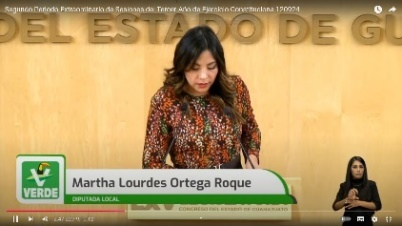 Segundo Periodo Extraordinario de Sesiones del Tercer Año de Ejercicio Constitucional 120924
DEL ESTADO DE GU
VERDE
Martha Lourdes Ortega Roque
DIPUTADA LOCAL
CONGRESO DEL ESTADO DE GUANAJUATO